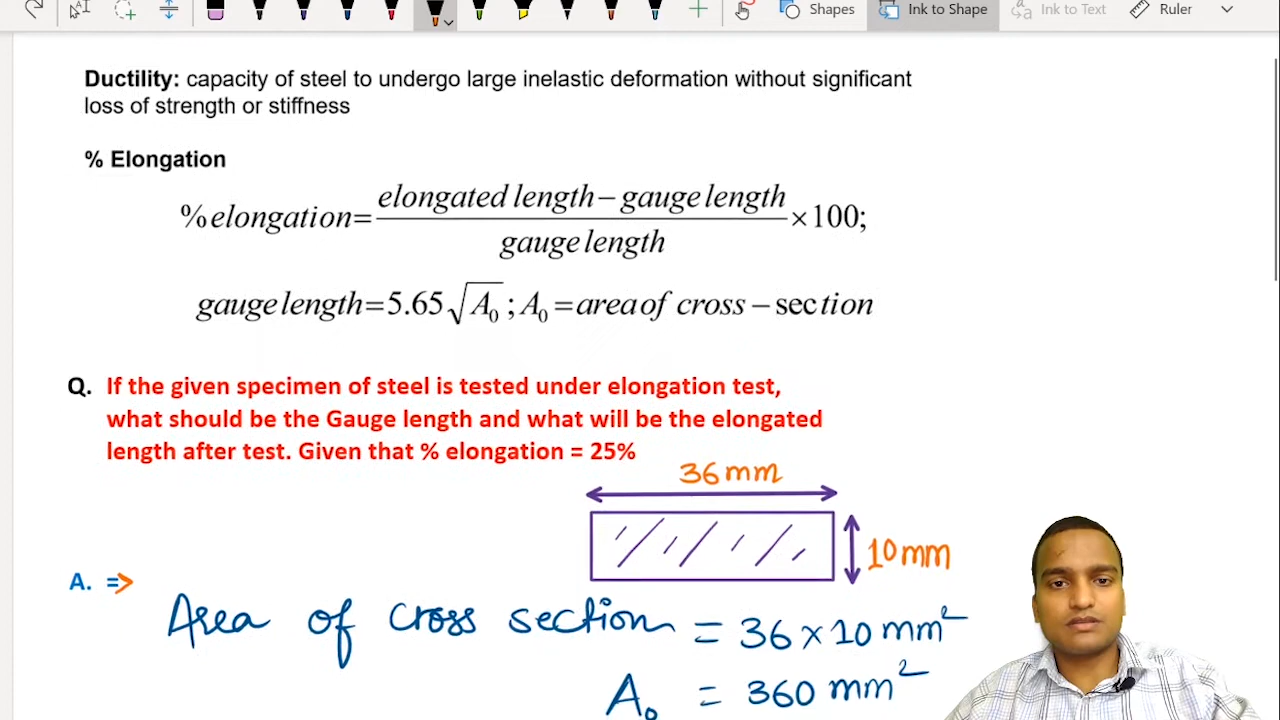 Shapes Ink to Shape Ink to Text Ruler
Ductility: capacity of steel to undergo large inelastic deformation without significant
loss of strength or stiffness
% Elongation
%elongation= elongated length − gauge length / gauge length ×100;
gauge length=5.65√A₀ ; A₀ =area of cross − section
Q. If the given specimen of steel is tested under elongation test,
what should be the Gauge length and what will be the elongated
length after test. Given that % elongation = 25%
36 mm
10 mm
A. =>
Area of cross section = 36 x 10 mm²
A₀ = 360 mm²